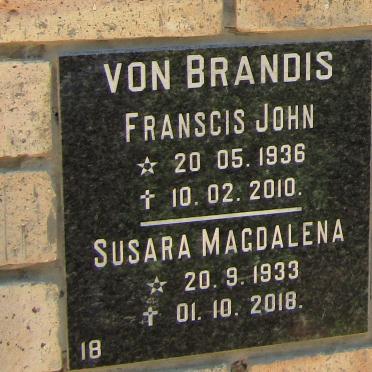 VON BRANDIS
FRANSCIS JOHN
☆ 20 05. 1936
✝ 10. 02. 2010.
SUSARA MAGDALENA
☆ 20. 9. 1933
✝ 01. 10. 2018.
18